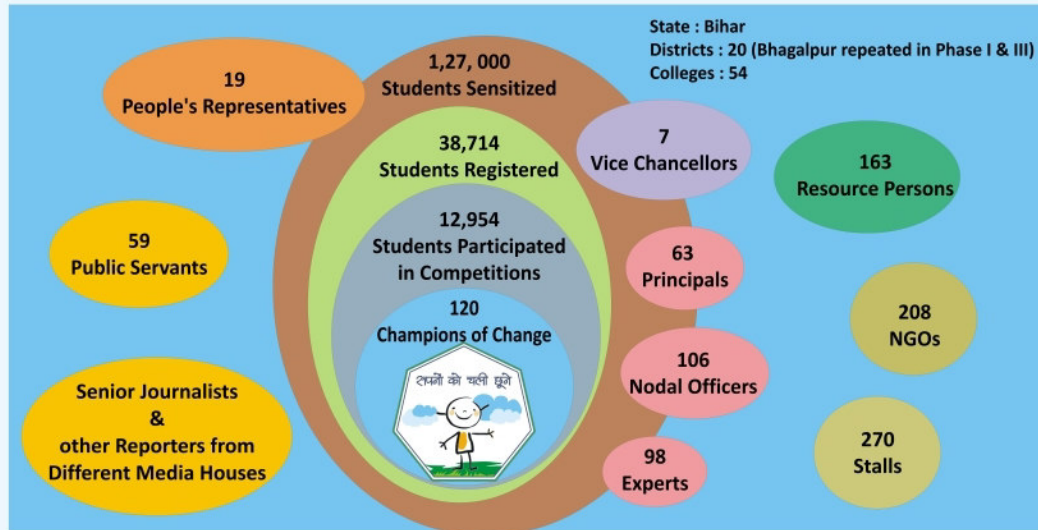 State : Bihar
Districts : 20 (Bhagalpur repeated in Phase I & III)
Colleges : 54
19
People's Representatives
1,27, 000
Students Sensitized
38,714
Students Registered
7
Vice Chancellors
163
Resource Persons
12,954
Students Participated
in Competitions
59
Public Servants
63
Principals
120
Champions of Change
208
NGOs
106
Nodal Officers
सपनों को चली छूने
Senior Journalists
&
other Reporters from
Different Media Houses
98
Experts
270
Stalls